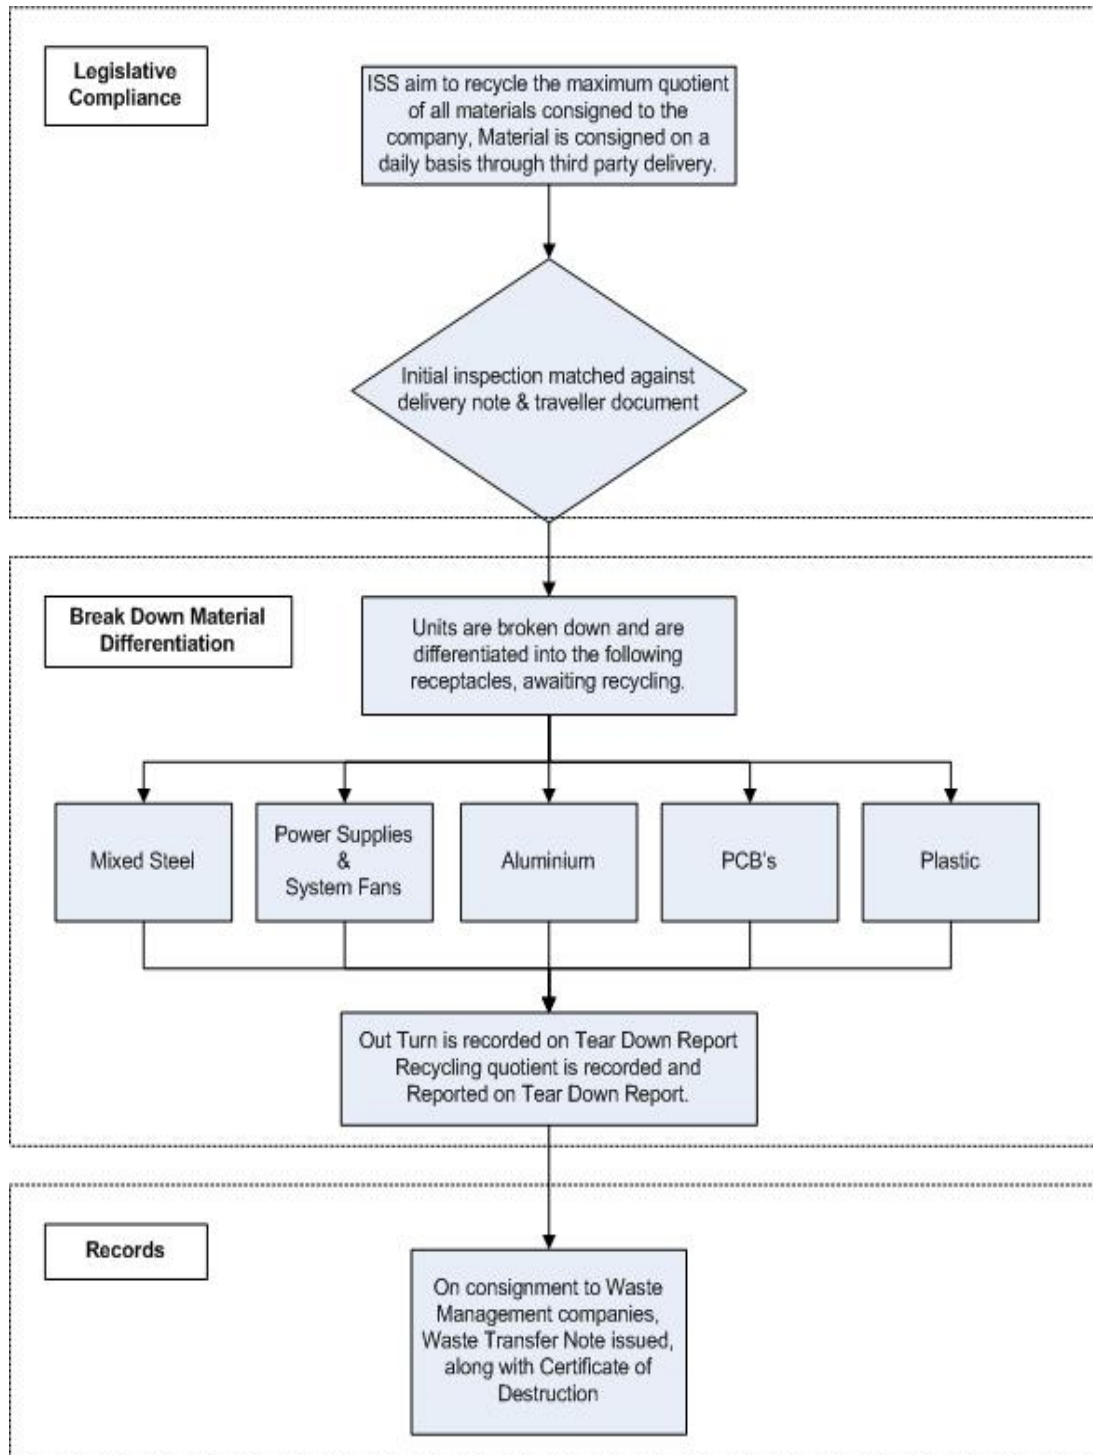 Legislative
Compliance
ISS aim to recycle the maximum quotient
of all materials consigned to the
company, Material is consigned on a
daily basis through third party delivery.
Initial inspection matched against
delivery note & traveller document
Break Down Material
Differentiation
Units are broken down and are
differentiated into the following
receptacles, awaiting recycling.
Mixed Steel
Power Supplies
&
System Fans
Aluminium
PCB's
Plastic
Out Turn is recorded on Tear Down Report
Recycling quotient is recorded and
Reported on Tear Down Report.
Records
On consignment to Waste
Management companies,
Waste Transfer Note issued,
along with Certificate of
Destruction